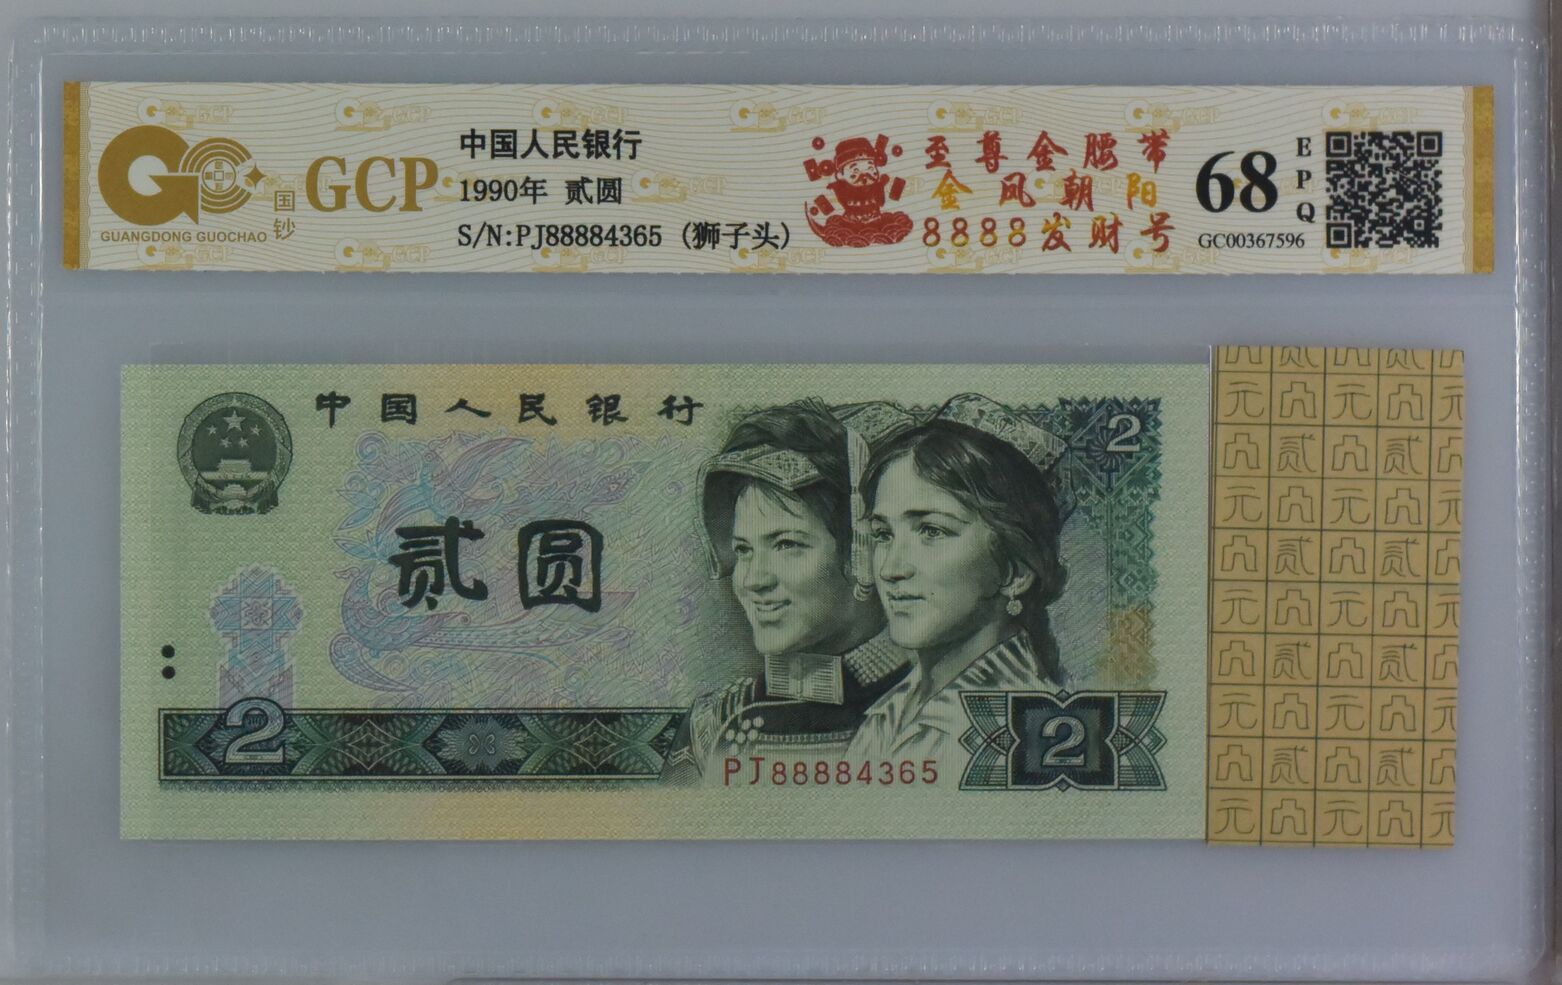 GCP
国钞
GUANGDONG GUOCHAO
中国人民银行
1990年 贰圆
S/N:PJ88884365 (狮子头)
至尊金腰带
金凤朝阳
8888发财号
68
EPQ
GC00367596
中国人民银行
贰圆
2
2
2
PJ88884365